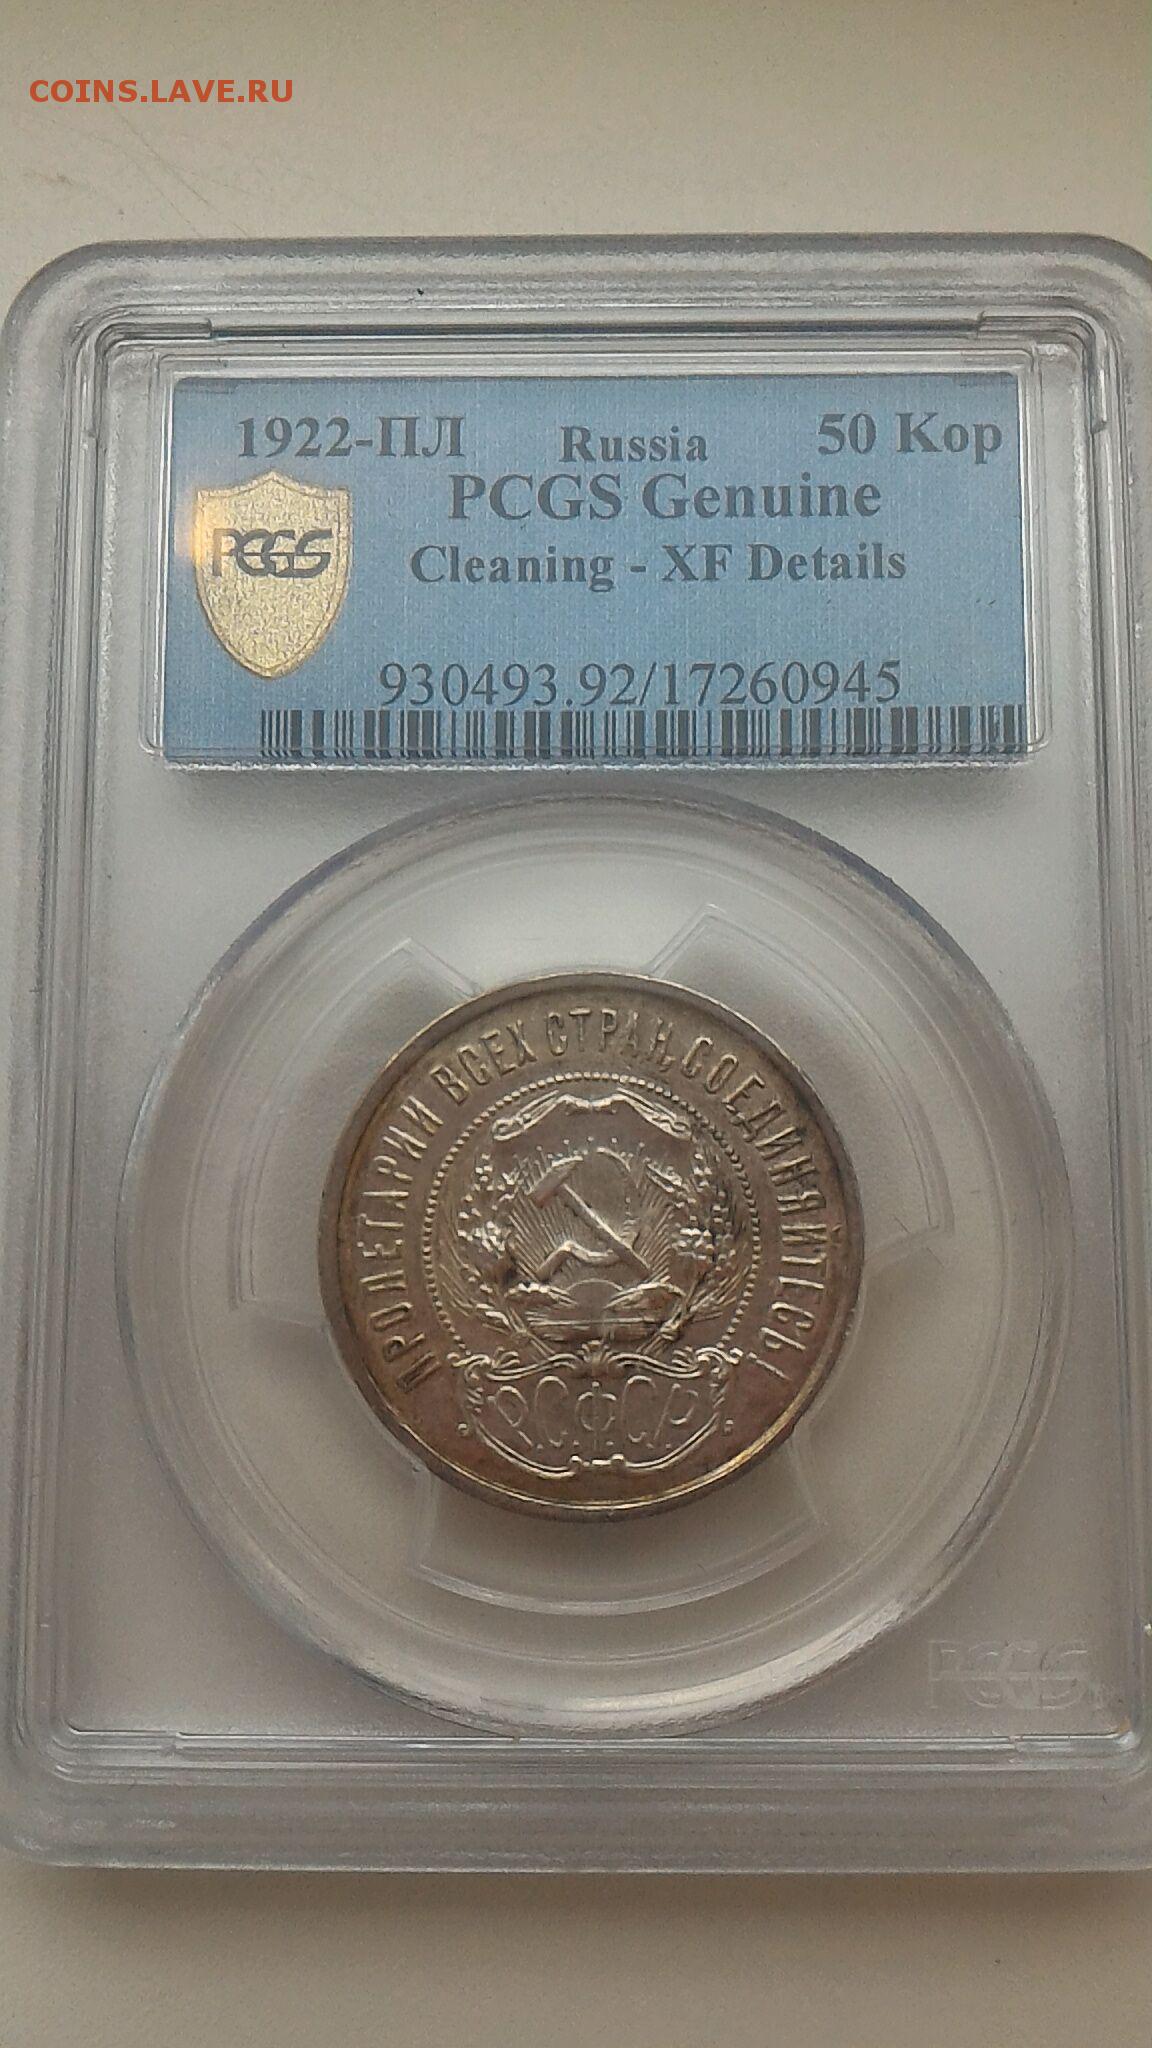 COINS.LAVE.RU
1922-ПЛ Russia 50 Kop
PCGS Genuine
PCGS
Cleaning - XF Details
930493.92/17260945
ПРОЛЕТАРИИ ВСЕХ СТРАН, СОЕДИНЯЙТЕСЬ!
Р.С.Ф.С.Р.
PCGS